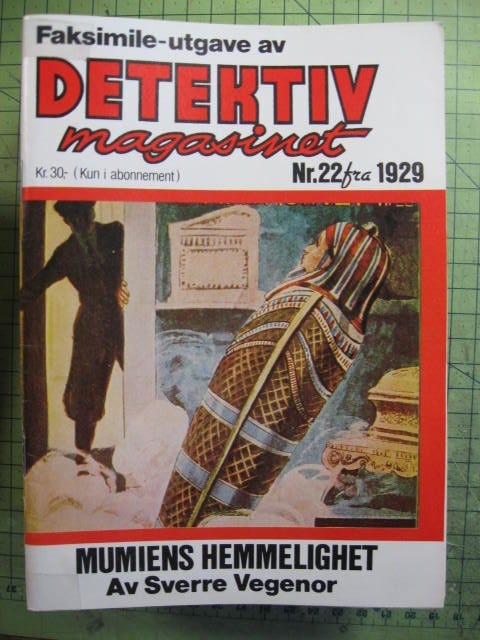 Faksimile-utgave av
DETEKTIV
magasinet
Kr. 30,- (Kun i abonnement)
Nr.22 fra 1929
MUMIENS HEMMELIGHET
Av Sverre Vegenor